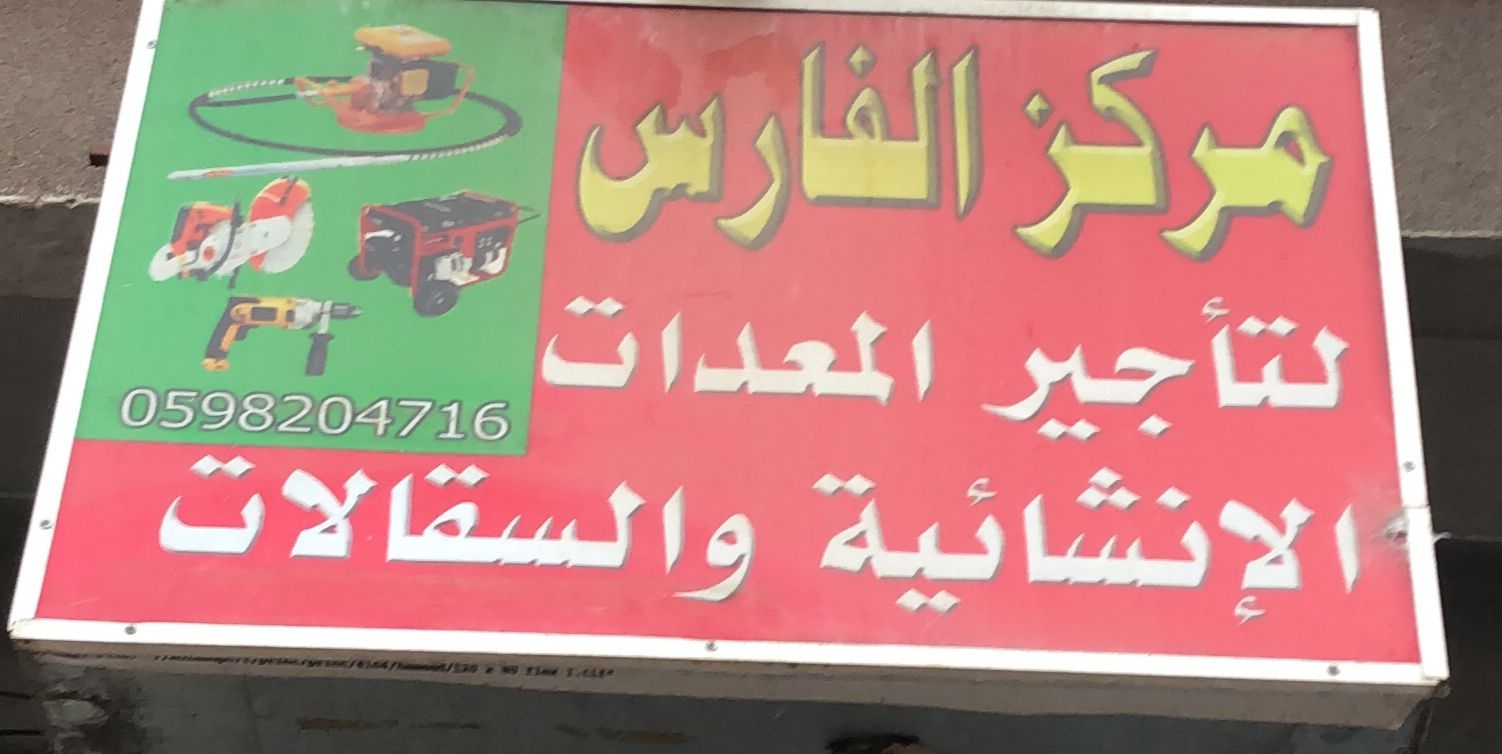 مركز الفارس
لتأجير المعدات
0598204716
الإنشائية والسقالات